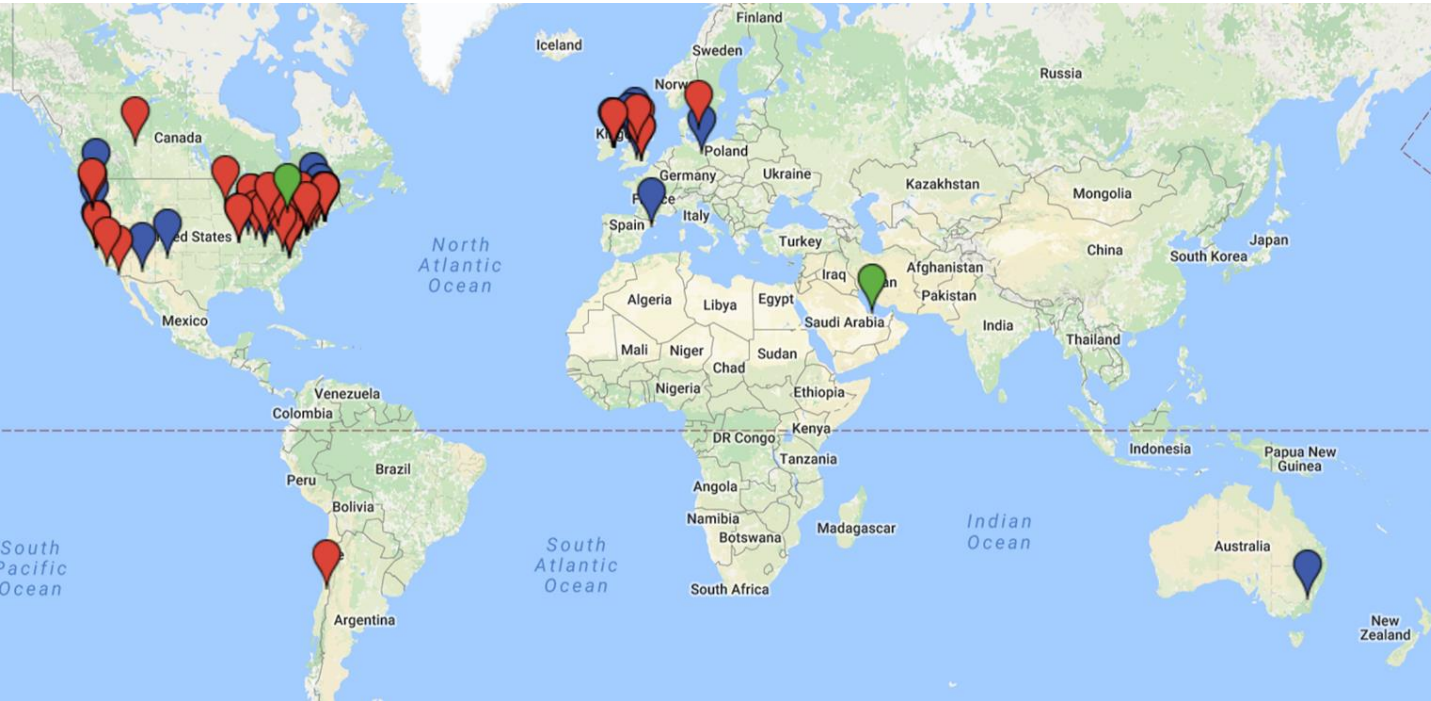 Finland
Iceland
Sweden
Norw
Russia
Canada
King
Poland
Germany
Ukraine
Kazakhstan
Mongolia
France
Italy
Spain
ed States
North
Atlantic
Ocean
Turkey
China
Japan
South Korea
Iraq
an
Afghanistan
Pakistan
Algeria
Libya
Egypt
Saudi Arabia
India
Mexico
Thailand
Mali
Niger
Chad
Sudan
Nigeria
Ethiopia
Venezuela
Colombia
DR Congo
Kenya
Tanzania
Indonesia
Papua New
Guinea
Brazil
Peru
Bolivia
Angola
Namibia
Botswana
Madagascar
Indian
Ocean
South
Pacific
Ocean
South
Atlantic
Ocean
Australia
e
South Africa
Argentina
New
Zealand